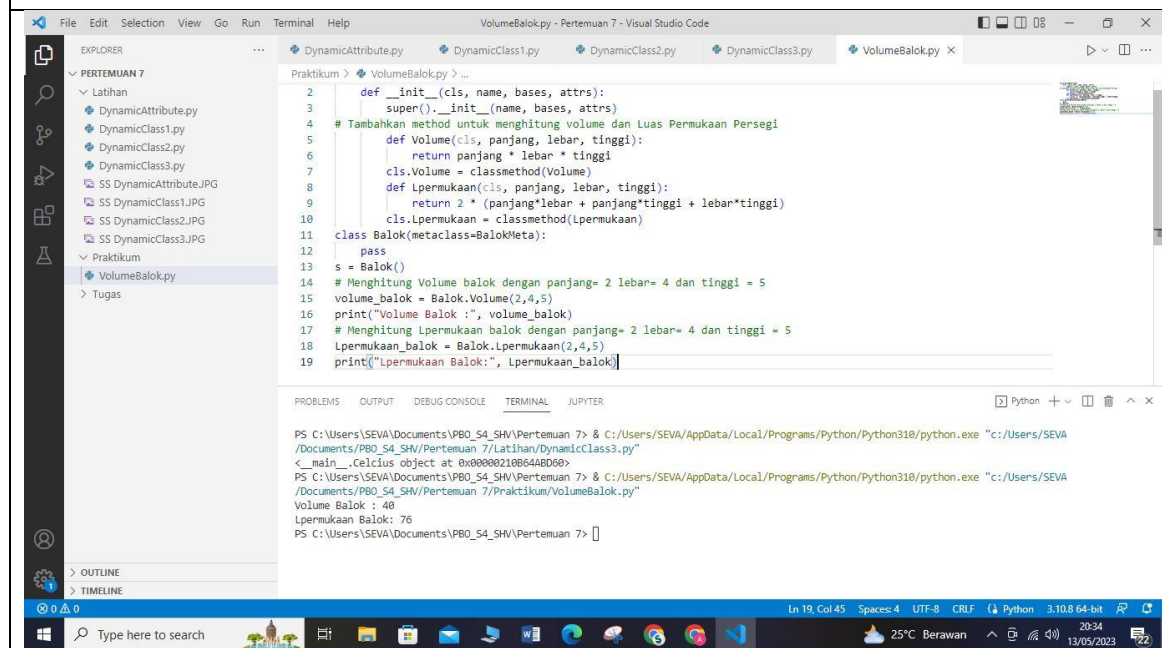 File Edit Selection View Go Run Terminal Help VolumeBalok.py - Pertemuan 7 - Visual Studio Code
EXPLORER ...
PERTEMUAN 7
Latihan
DynamicAttribute.py
DynamicClass1.py
DynamicClass2.py
DynamicClass3.py
SS DynamicAttribute.JPG
SS DynamicClass1.JPG
SS DynamicClass2.JPG
SS DynamicClass3.JPG
Praktikum
VolumeBalok.py
> Tugas
> OUTLINE
> TIMELINE
DynamicAttribute.py DynamicClass1.py DynamicClass2.py DynamicClass3.py VolumeBalok.py ×
Praktikum > VolumeBalok.py > ...
2 def __init__(cls, name, bases, attrs):
3 super().__init__(name, bases, attrs)
4 # Tambahkan method untuk menghitung volume dan Luas Permukaan Persegi
5 def Volume(cls, panjang, lebar, tinggi):
6 return panjang * lebar * tinggi
7 cls.Volume = classmethod(Volume)
8 def Lpermukaan(cls, panjang, lebar, tinggi):
9 return 2 * (panjang*lebar + panjang*tinggi + lebar*tinggi)
10 cls.Lpermukaan = classmethod(Lpermukaan)
11 class Balok(metaclass=BalokMeta):
12 pass
13 s = Balok()
14 # Menghitung Volume balok dengan panjang= 2 lebar= 4 dan tinggi = 5
15 volume_balok = Balok.Volume(2,4,5)
16 print("Volume Balok :", volume_balok)
17 # Menghitung Lpermukaan balok dengan panjang= 2 lebar= 4 dan tinggi = 5
18 Lpermukaan_balok = Balok.Lpermukaan(2,4,5)
19 print("Lpermukaan Balok:", Lpermukaan_balok)
PROBLEMS OUTPUT DEBUG CONSOLE TERMINAL JUPYTER Python
PS C:\Users\SEVA\Documents\PBO_S4_SHV\Pertemuan 7> & C:/Users/SEVA/AppData/Local/Programs/Python/Python310/python.exe "c:/Users/SEVA
/Documents/PBO_S4_SHV/Pertemuan 7/Latihan/DynamicClass3.py"
<__main__.Celcius object at 0x00000210B64ABD60>
PS C:\Users\SEVA\Documents\PBO_S4_SHV\Pertemuan 7> & C:/Users/SEVA/AppData/Local/Programs/Python/Python310/python.exe "c:/Users/SEVA
/Documents/PBO_S4_SHV/Pertemuan 7/Praktikum/VolumeBalok.py"
Volume Balok : 40
Lpermukaan Balok: 76
PS C:\Users\SEVA\Documents\PBO_S4_SHV\Pertemuan 7>
0 0 Ln 19, Col 45 Spaces: 4 UTF-8 CRLF Python 3.10.8 64-bit
Type here to search 25°C Berawan 20:34
13/05/2023
22